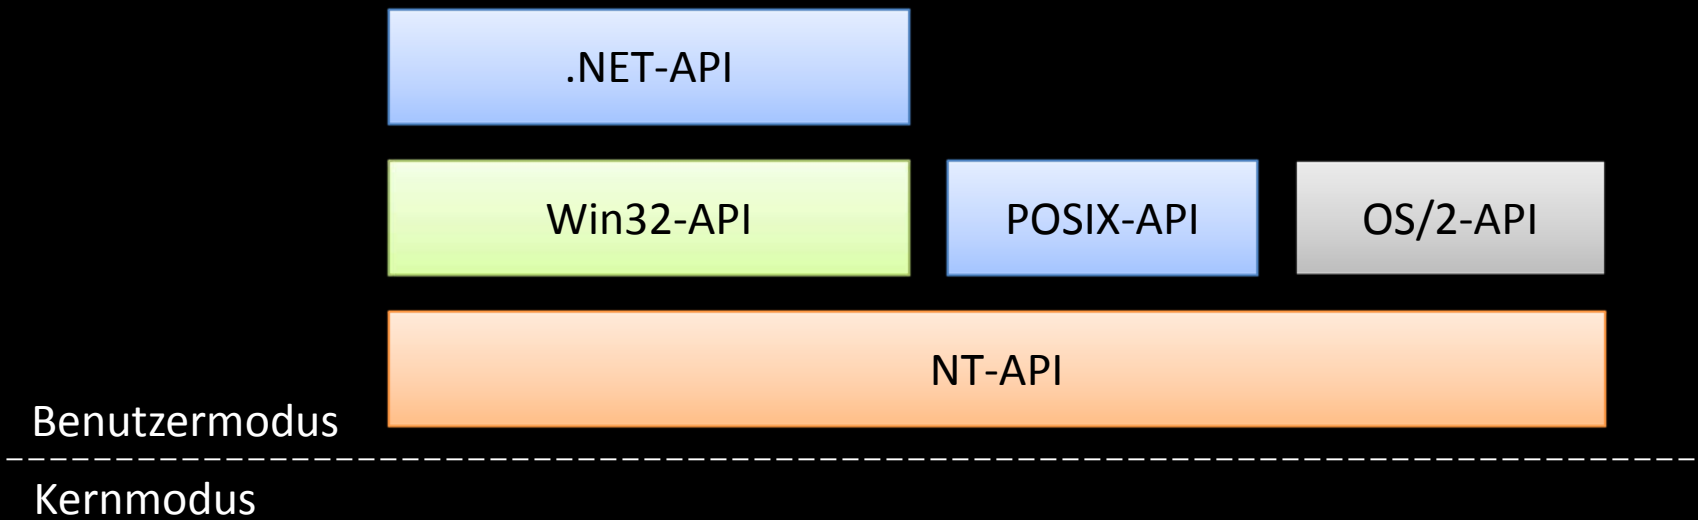 .NET-API
Win32-API
POSIX-API
OS/2-API
NT-API
Benutzermodus
Kernmodus